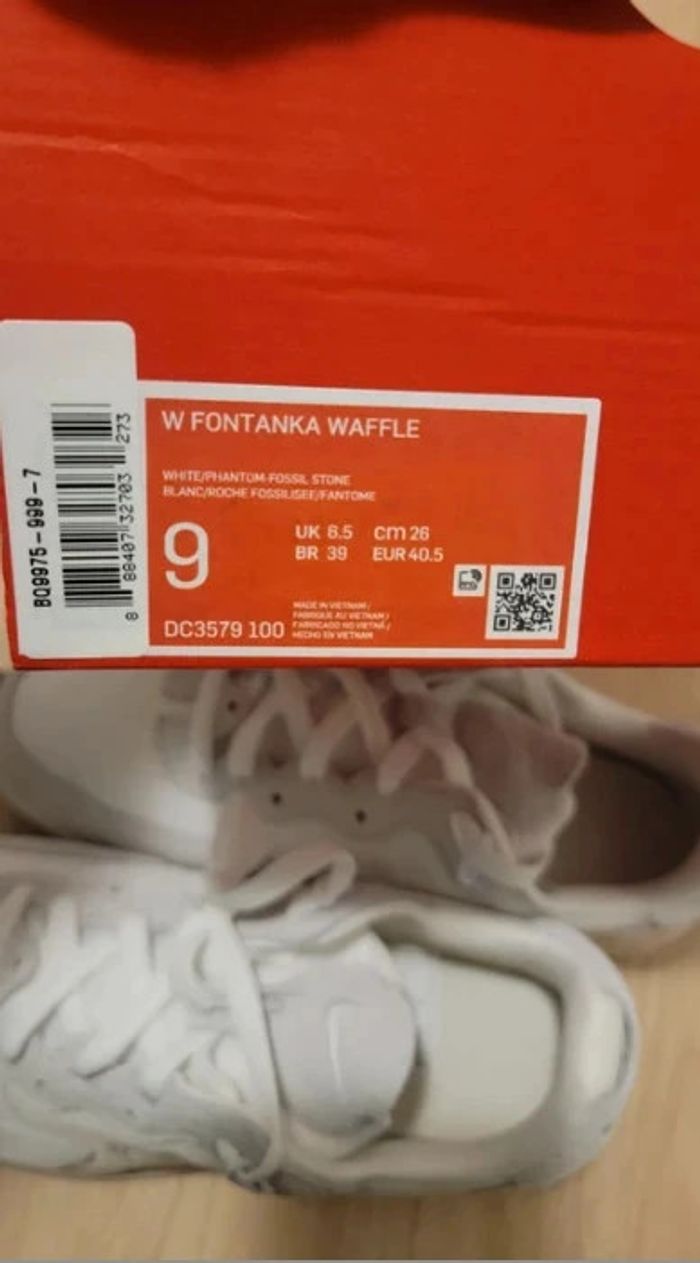 BQ9975-999-7
8 88407 32703 273
W FONTANKA WAFFLE
WHITE/PHANTOM-FOSSIL STONE
BLANC/ROCHE FOSSILISEE/FANTOME
9
UK 6.5 cm 26
BR 39 EUR 40.5
DC3579 100
MADE IN VIETNAM /
FABRIQUE AU VIETNAM /
FABRICADO NO VIETNÃ /
HECHO EN VIETNAM